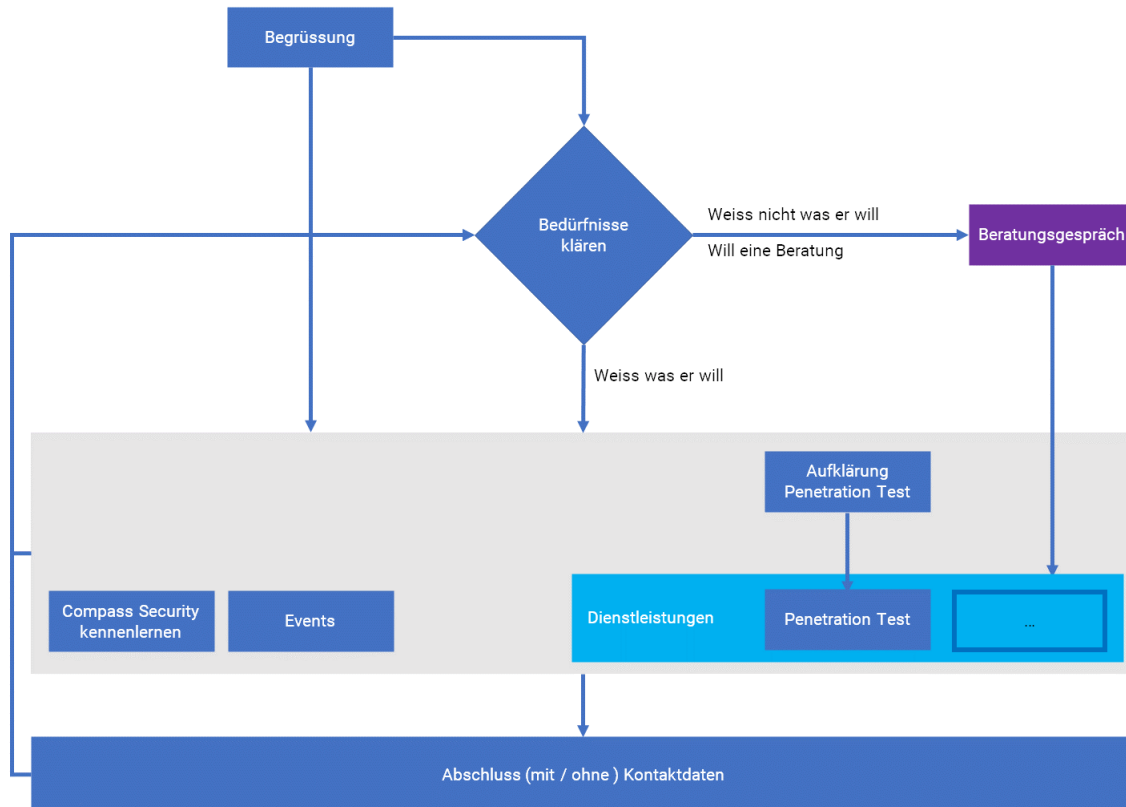 Begrüssung
Bedürfnisse
klären
Weiss nicht was er will
Will eine Beratung
Beratungsgespräch
Weiss was er will
Aufklärung
Penetration Test
Compass Security
kennenlernen
Events
Dienstleistungen
Penetration Test
...
Abschluss (mit / ohne ) Kontaktdaten